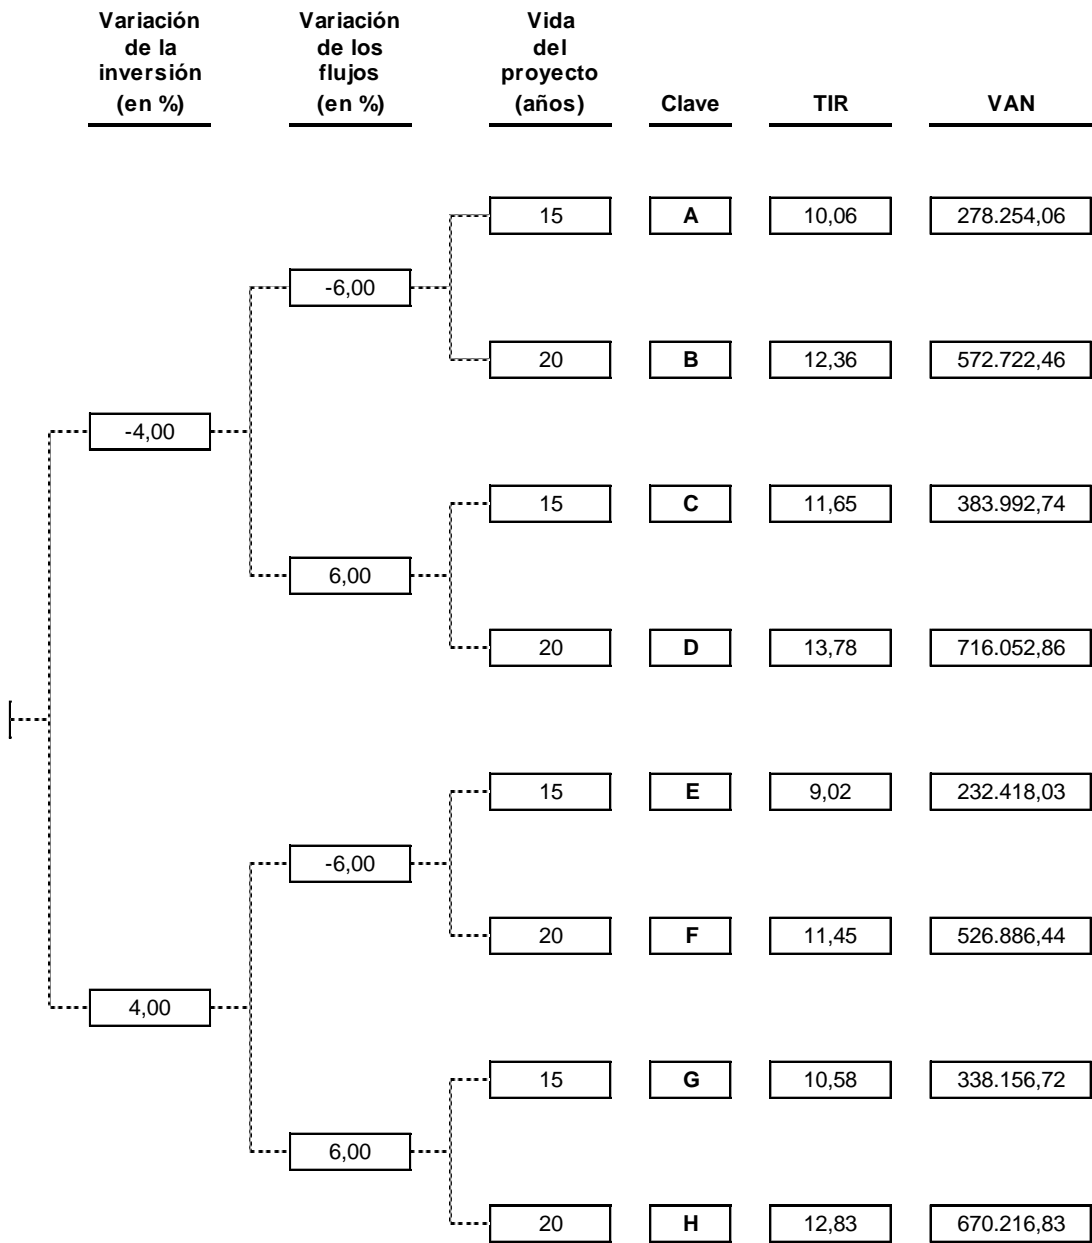 Variación de la inversión (en %) Variación de los flujos (en %) Vida del proyecto (años) Clave TIR VAN
15 A 10,06 278.254,06
-6,00
20 B 12,36 572.722,46
-4,00
15 C 11,65 383.992,74
6,00
20 D 13,78 716.052,86
15 E 9,02 232.418,03
-6,00
20 F 11,45 526.886,44
4,00
15 G 10,58 338.156,72
6,00
20 H 12,83 670.216,83